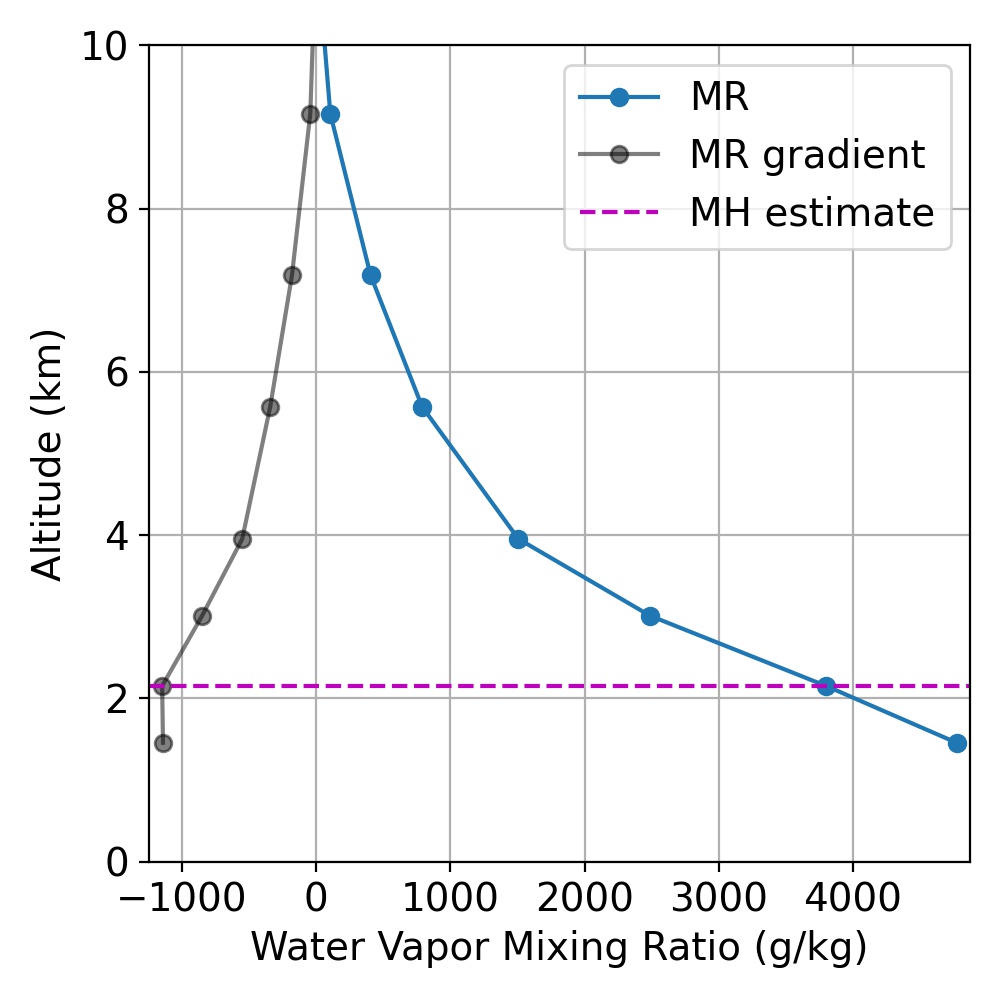 10
8
6
4
2
0
Altitude (km)
MR
MR gradient
MH estimate
−1000 0 1000 2000 3000 4000
Water Vapor Mixing Ratio (g/kg)